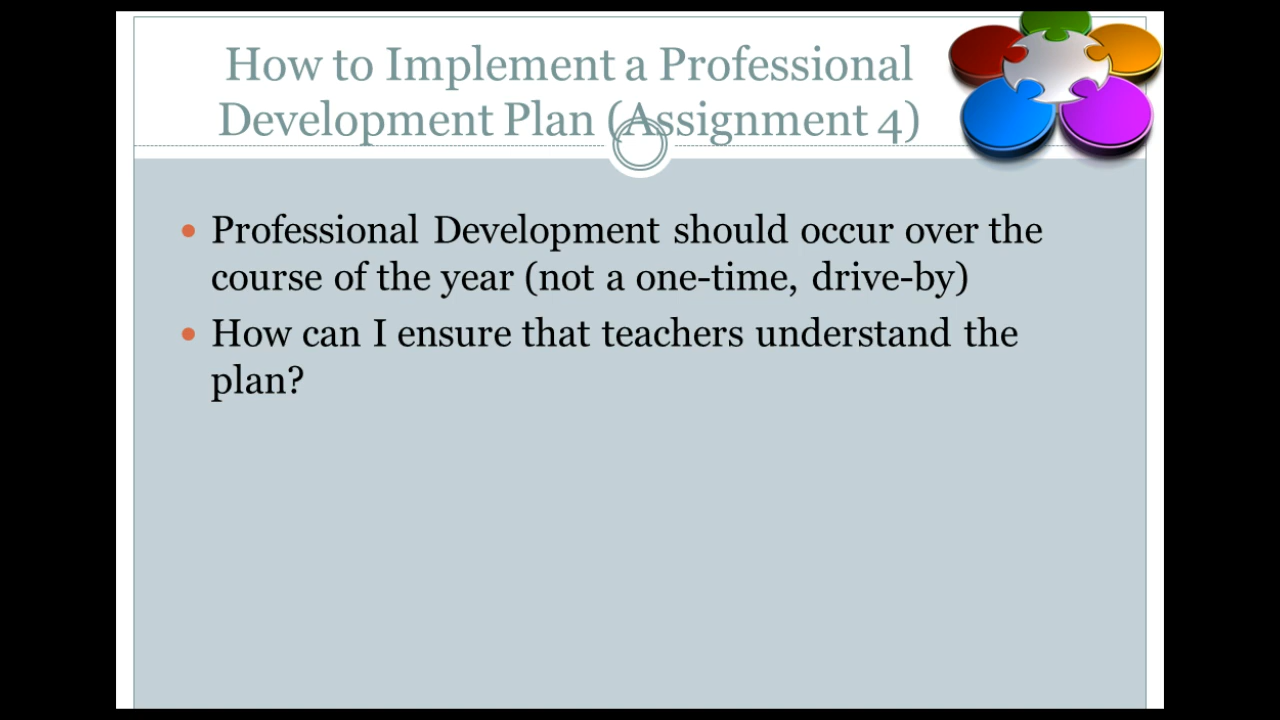 How to Implement a Professional
Development Plan (Assignment 4)
• Professional Development should occur over the
course of the year (not a one-time, drive-by)
• How can I ensure that teachers understand the
plan?